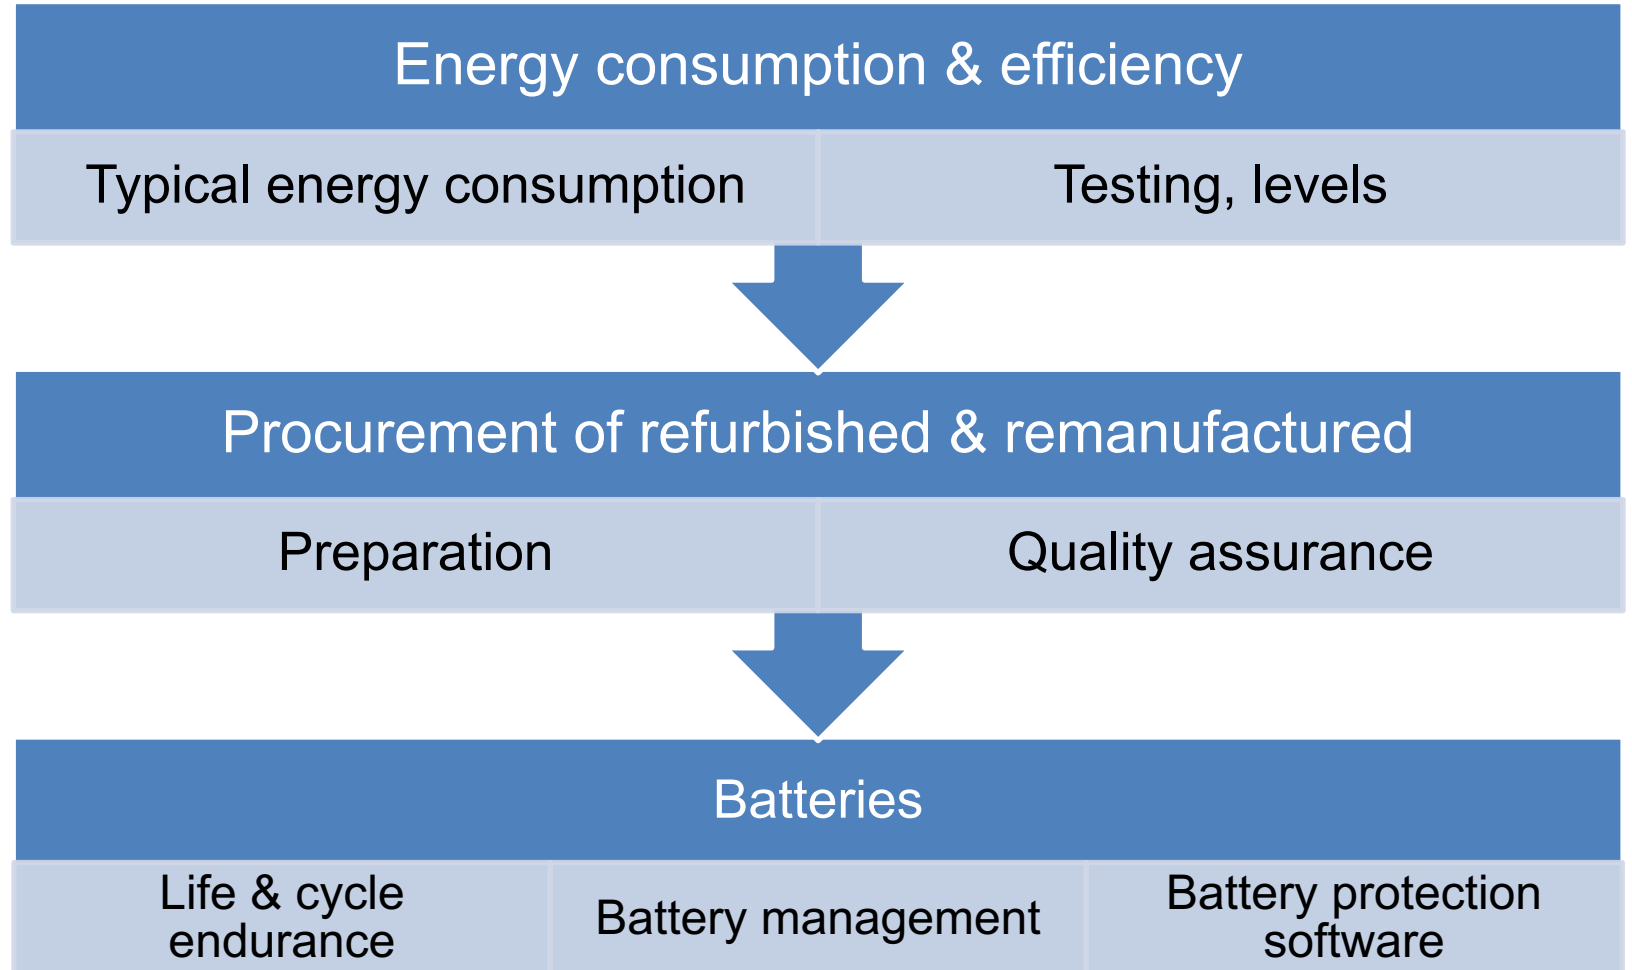 Energy consumption & efficiency
Typical energy consumption
Testing, levels
Procurement of refurbished & remanufactured
Preparation
Quality assurance
Batteries
Life & cycle
endurance
Battery management
Battery protection
software